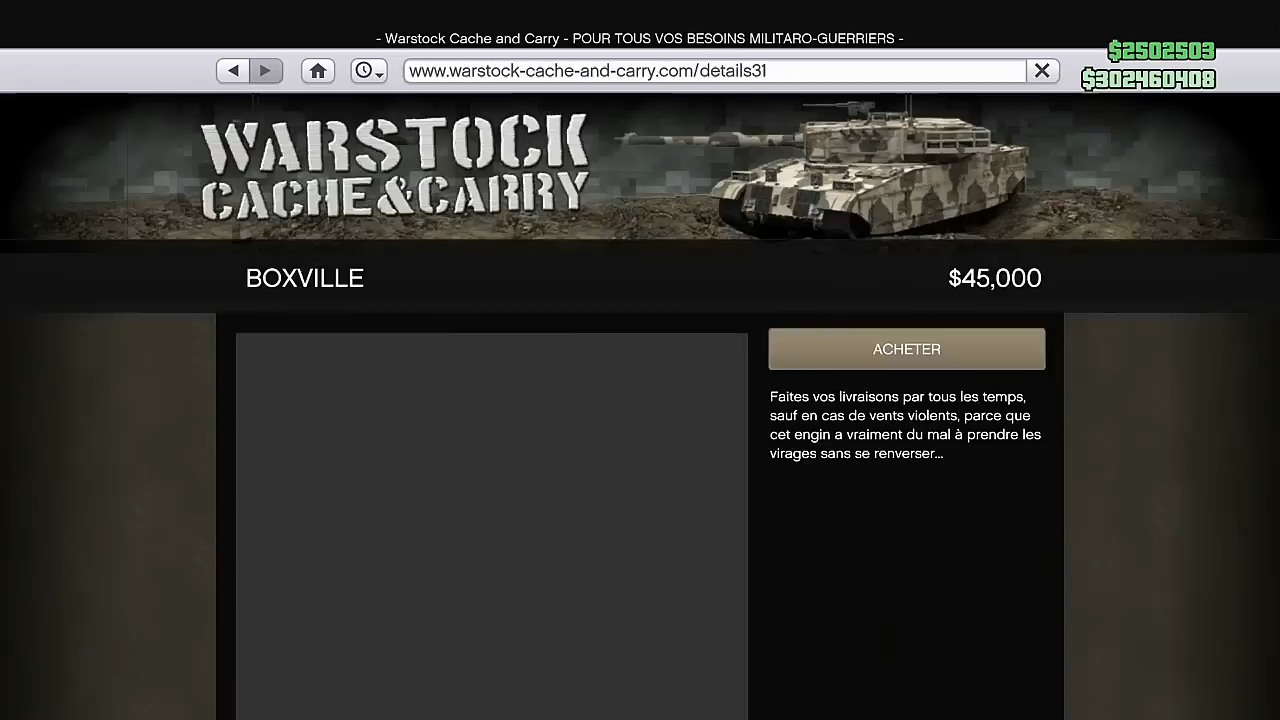 - Warstock Cache and Carry - POUR TOUS VOS BESOINS MILITARO-GUERRIERS -
$2502503
www.warstock-cache-and-carry.com/details31
$302460408
WARSTOCK
CACHE&CARRY
BOXVILLE
$45,000
ACHETER
Faites vos livraisons par tous les temps,
sauf en cas de vents violents, parce que
cet engin a vraiment du mal à prendre les
virages sans se renverser...